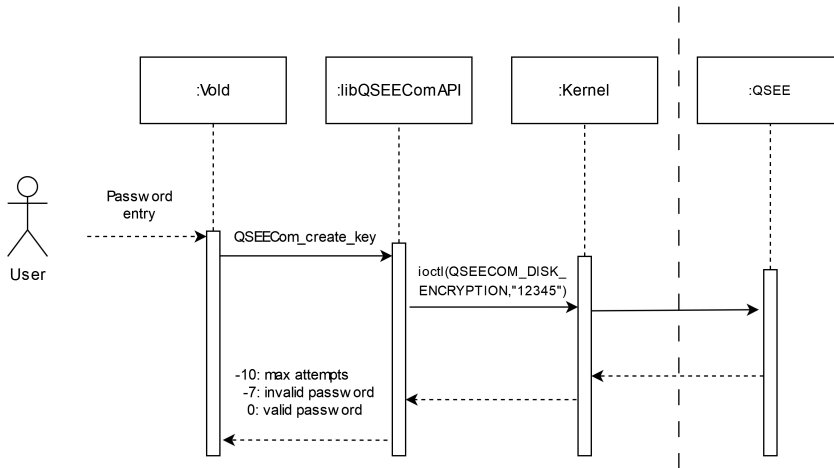 :Vold
:libQSEEComAPI
:Kernel
:QSEE
Password
entry
User
QSEECom_create_key
ioctl(QSEECOM_DISK_
ENCRYPTION,"12345")
-10: max attempts
-7: invalid password
0: valid password